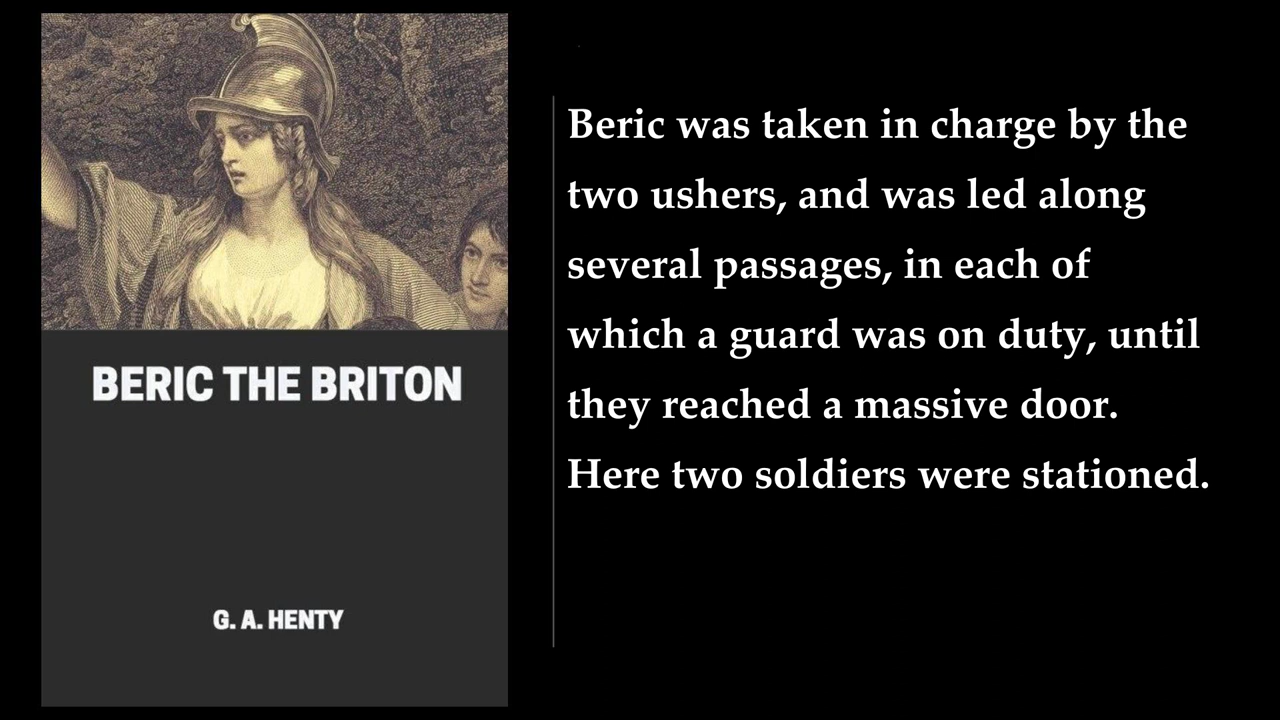 BERIC THE BRITON
G. A. HENTY
Beric was taken in charge by the
two ushers, and was led along
several passages, in each of
which a guard was on duty, until
they reached a massive door.
Here two soldiers were stationed.